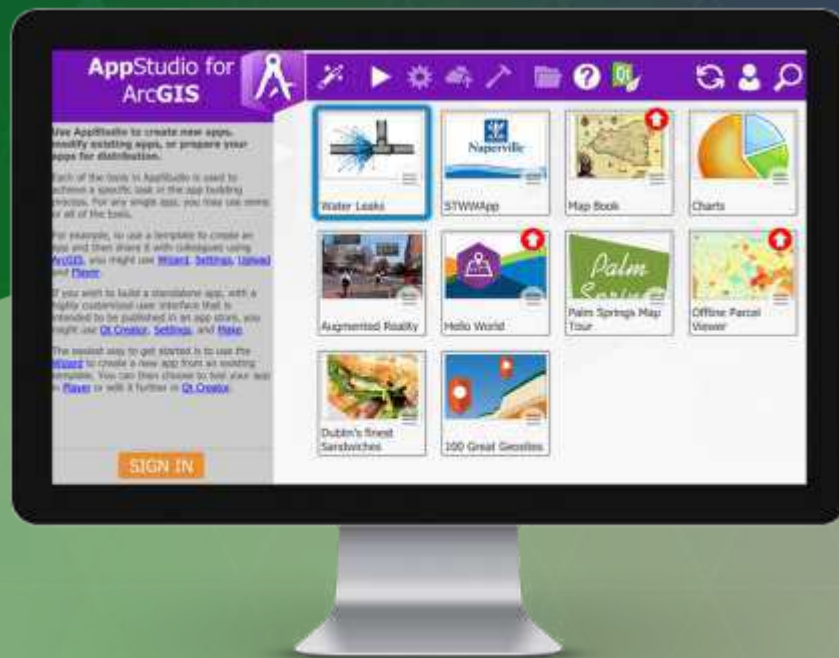 AppStudio for
ArcGIS
Use AppStudio to create new apps,
modify existing apps, or prepare your
apps for distribution.
Each of the tools in AppStudio is used to
achieve a specific task in the app building
process. For any single app, you may use some
or all of the tools.
For example, to use a template to create an
app and then share it with colleagues using
ArcGIS, you might use Wizard, Settings, Upload
and Player.
If you wish to build a standalone app, with a
highly customized user interface that is
intended to be published in an app store, you
might use Qt Creator, Settings, and Make.
The easiest way to get started is to use the
Wizard to create a new app from an existing
template. You can then choose to test your app
in Player or edit it further in Qt Creator.
SIGN IN
Qt
Naperville
Water Leaks
STWWApp
Map Book
Charts
Palm
Springs
Augmented Reality
Hello World
Palm Springs Map
Tour
Offline Parcel
Viewer
Dublin's finest
Sandwiches
100 Great Geosites